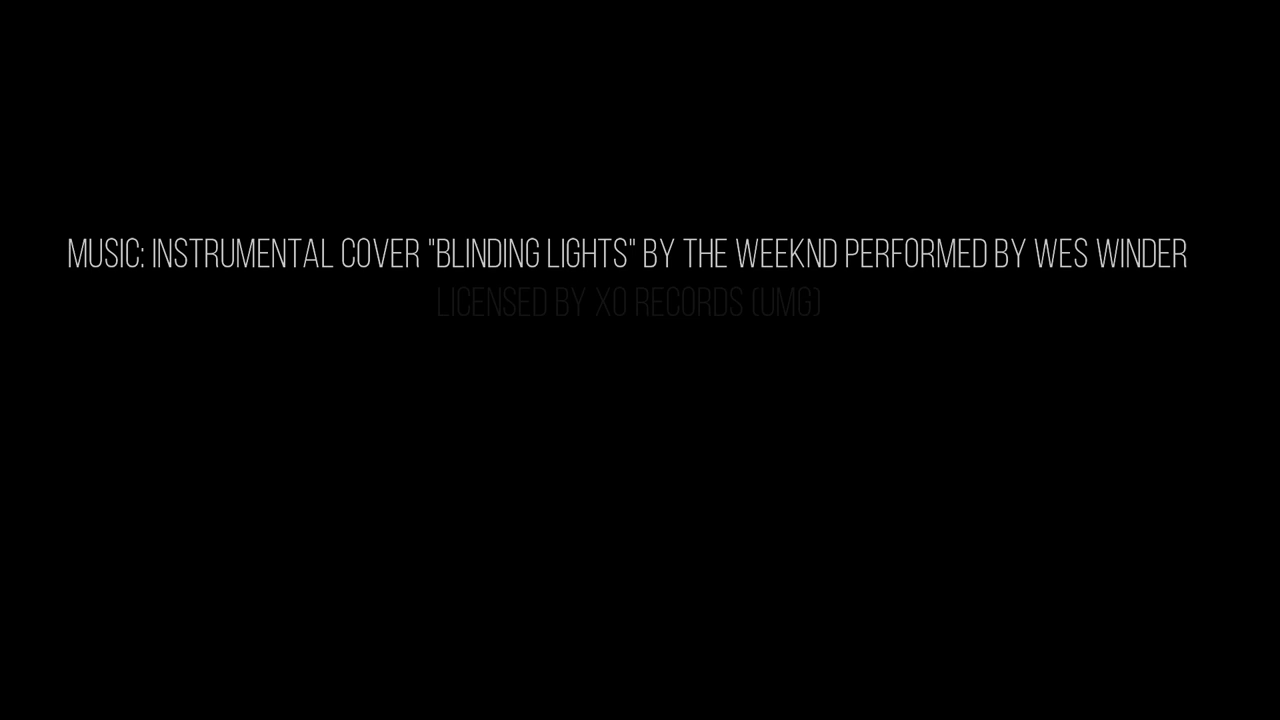 MUSIC: INSTRUMENTAL COVER "BLINDING LIGHTS" BY THE WEEKND PERFORMED BY WES WINDER
LICENSED BY XO RECORDS (UMG)